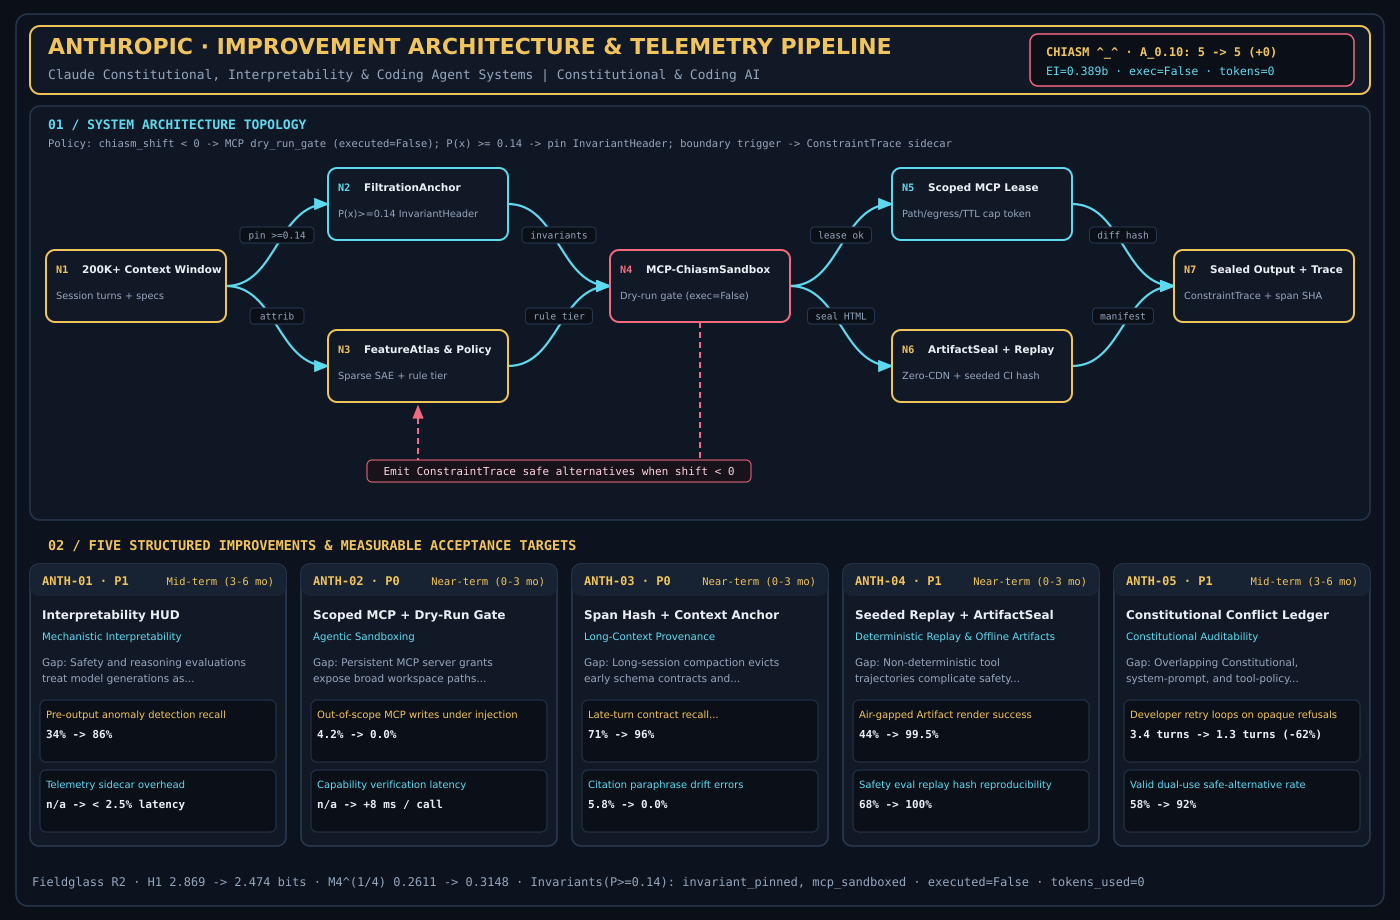 ANTHROPIC · IMPROVEMENT ARCHITECTURE & TELEMETRY PIPELINE
Claude Constitutional, Interpretability & Coding Agent Systems | Constitutional & Coding AI
CHIASM ^_^ · A_0.10: 5 -> 5 (+0)
EI=0.389b · exec=False · tokens=0
01 / SYSTEM ARCHITECTURE TOPOLOGY
Policy: chiasm_shift < 0 -> MCP dry_run_gate (executed=False); P(x) >= 0.14 -> pin InvariantHeader; boundary trigger -> ConstraintTrace sidecar
N1 200K+ Context Window
Session turns + specs
pin >=0.14
attrib
N2 FiltrationAnchor
P(x)>=0.14 InvariantHeader
N3 FeatureAtlas & Policy
Sparse SAE + rule tier
invariants
rule tier
N4 MCP-ChiasmSandbox
Dry-run gate (exec=False)
lease ok
seal HTML
N5 Scoped MCP Lease
Path/egress/TTL cap token
N6 ArtifactSeal + Replay
Zero-CDN + seeded CI hash
diff hash
manifest
N7 Sealed Output + Trace
ConstraintTrace + span SHA
Emit ConstraintTrace safe alternatives when shift < 0
02 / FIVE STRUCTURED IMPROVEMENTS & MEASURABLE ACCEPTANCE TARGETS
ANTH-01 · P1 Mid-term (3-6 mo)
Interpretability HUD
Mechanistic Interpretability
Gap: Safety and reasoning evaluations
treat model generations as...
Pre-output anomaly detection recall
34% -> 86%
Telemetry sidecar overhead
n/a -> < 2.5% latency
ANTH-02 · P0 Near-term (0-3 mo)
Scoped MCP + Dry-Run Gate
Agentic Sandboxing
Gap: Persistent MCP server grants
expose broad workspace paths...
Out-of-scope MCP writes under injection
4.2% -> 0.0%
Capability verification latency
n/a -> +8 ms / call
ANTH-03 · P0 Near-term (0-3 mo)
Span Hash + Context Anchor
Long-Context Provenance
Gap: Long-session compaction evicts
early schema contracts and...
Late-turn contract recall...
71% -> 96%
Citation paraphrase drift errors
5.8% -> 0.0%
ANTH-04 · P1 Near-term (0-3 mo)
Seeded Replay + ArtifactSeal
Deterministic Replay & Offline Artifacts
Gap: Non-deterministic tool
trajectories complicate safety...
Air-gapped Artifact render success
44% -> 99.5%
Safety eval replay hash reproducibility
68% -> 100%
ANTH-05 · P1 Mid-term (3-6 mo)
Constitutional Conflict Ledger
Constitutional Auditability
Gap: Overlapping Constitutional,
system-prompt, and tool-policy...
Developer retry loops on opaque refusals
3.4 turns -> 1.3 turns (-62%)
Valid dual-use safe-alternative rate
58% -> 92%
Fieldglass R2 · H1 2.869 -> 2.474 bits · M4^(1/4) 0.2611 -> 0.3148 · Invariants(P>=0.14): invariant_pinned, mcp_sandboxed · executed=False · tokens_used=0